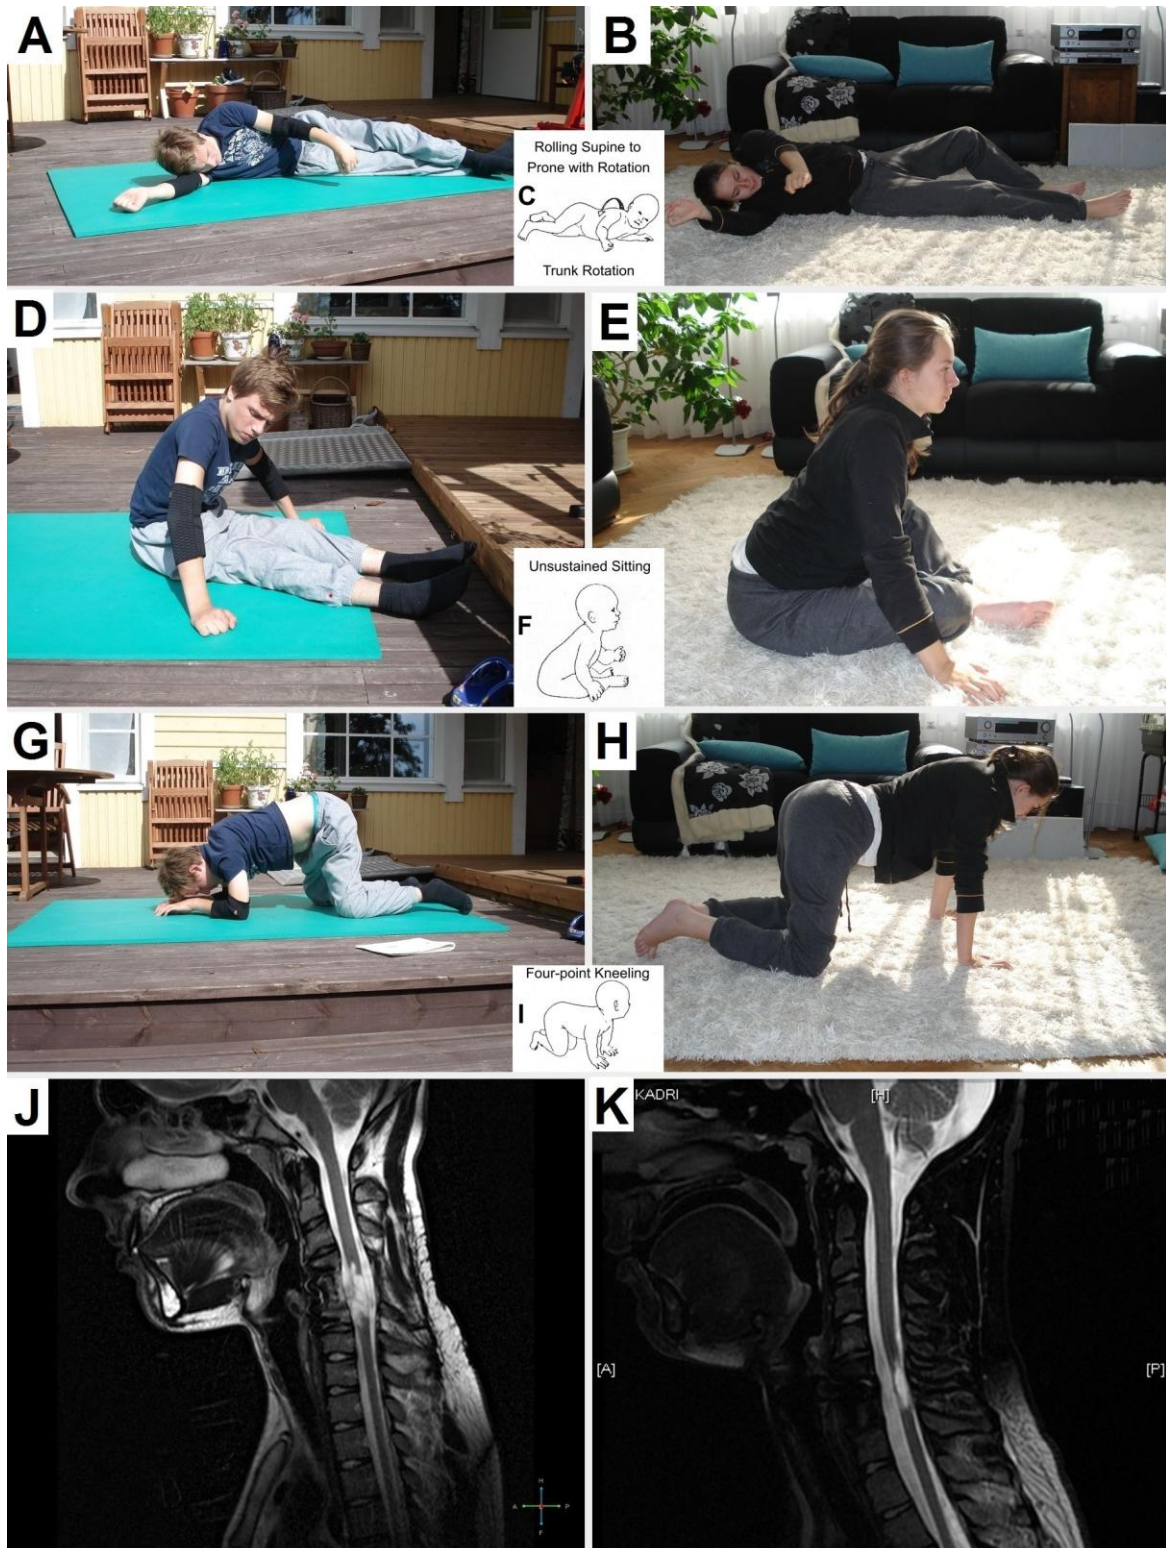 A
B
Rolling Supine to
Prone with Rotation
C
Trunk Rotation
D
E
Unsustained Sitting
F
G
H
Four-point Kneeling
I
J
K
KADRI
[H]
[A]
[P]
H
A
P
F